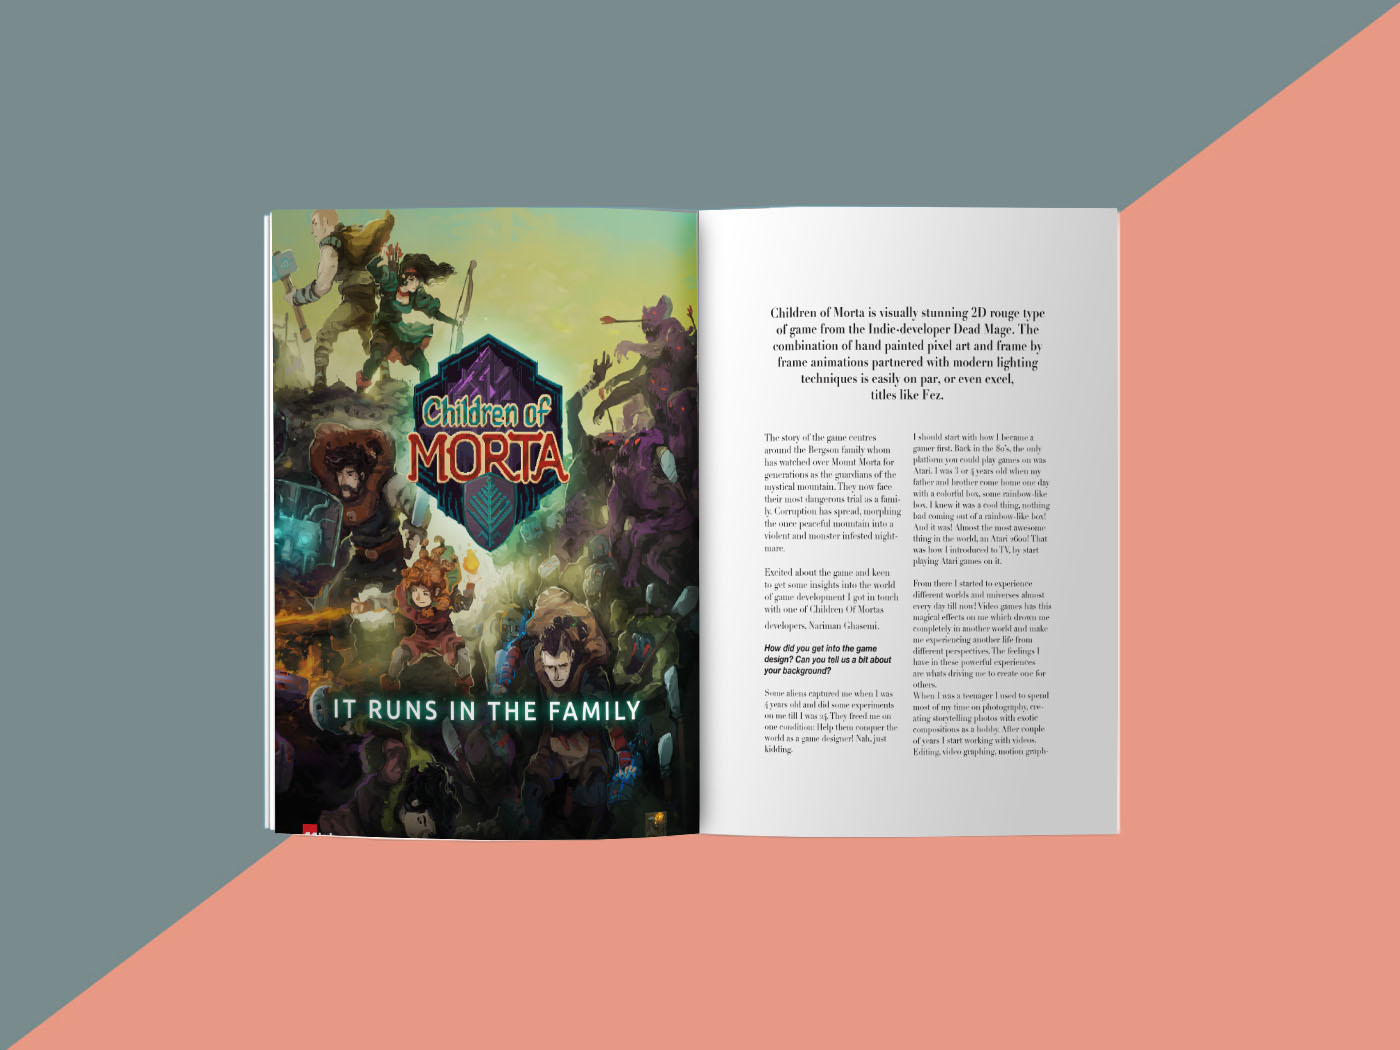 Children of
MORTA
IT RUNS IN THE FAMILY
Children of Morta is visually stunning 2D rouge type
of game from the Indie-developer Dead Mage. The
combination of hand painted pixel art and frame by
frame animations partnered with modern lighting
techniques is easily on par, or even excel,
titles like Fez.
The story of the game centres
around the Bergson family whom
has watched over Mount Morta for
generations as the guardians of the
mystical mountain. They now face
their most dangerous trial as a fami-
ly. Corruption has spread, morphing
the once peaceful mountain into a
violent and monster infested night-
mare.
Excited about the game and keen
to get some insights into the world
of game development I got in touch
with one of Children Of Mortas
developers, Nariman Ghasemi.
How did you get into the game
design? Can you tell us a bit about
your background?
Some aliens captured me when I was
4 years old and did some experiments
on me till I was 24. They freed me on
one condition: Help them conquer the
world as a game designer! Nah, just
kidding.
I should start with how I became a
gamer first. Back in the 80's, the only
platform you could play games on was
Atari. I was 3 or 4 years old when my
father and brother come home one day
with a colorful box, some rainbow-like
box. I knew it was a cool thing, nothing
bad coming out of a rainbow-like box!
And it was! Almost the most awesome
thing in the world, an Atari 2600! That
was how I introduced to TV, by start
playing Atari games on it.
From there I started to experience
different worlds and universes almost
every day till now! Video games has this
magical effects on me which drown me
completely in another world and make
me experiencing another life from
different perspectives. The feelings I
have in these powerful experiences
are whats driving me to create one for
others.
When I was a teenager I used to spend
most of my time on photography, cre-
ating storytelling photos with exotic
compositions as a hobby. After couple
of years I start working with videos.
Editing, video graphing, motion graph-